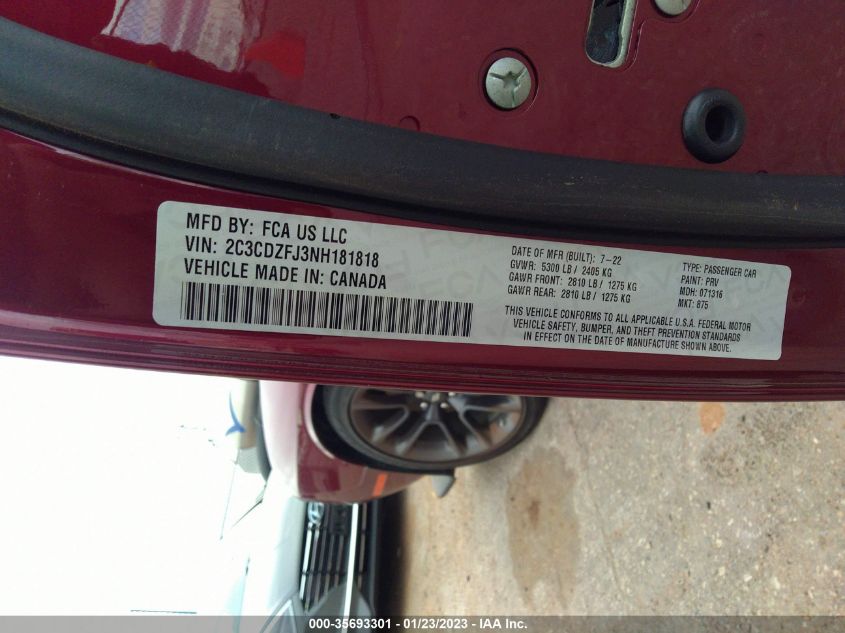 MFD BY: FCA US LLC
VIN: 2C3CDZFJ3NH181818
VEHICLE MADE IN: CANADA
DATE OF MFR (BUILT): 7-22
GVWR: 5300 LB / 2405 KG
GAWR FRONT: 2810 LB / 1275 KG
GAWR REAR: 2810 LB / 1275 KG
TYPE: PASSENGER CAR
PAINT: PRV
MDH: 071316
MKT: 875
THIS VEHICLE CONFORMS TO ALL APPLICABLE U.S.A. FEDERAL MOTOR
VEHICLE SAFETY, BUMPER, AND THEFT PREVENTION STANDARDS
IN EFFECT ON THE DATE OF MANUFACTURE SHOWN ABOVE.
000-35693301 - 01/23/2023 - IAA Inc.